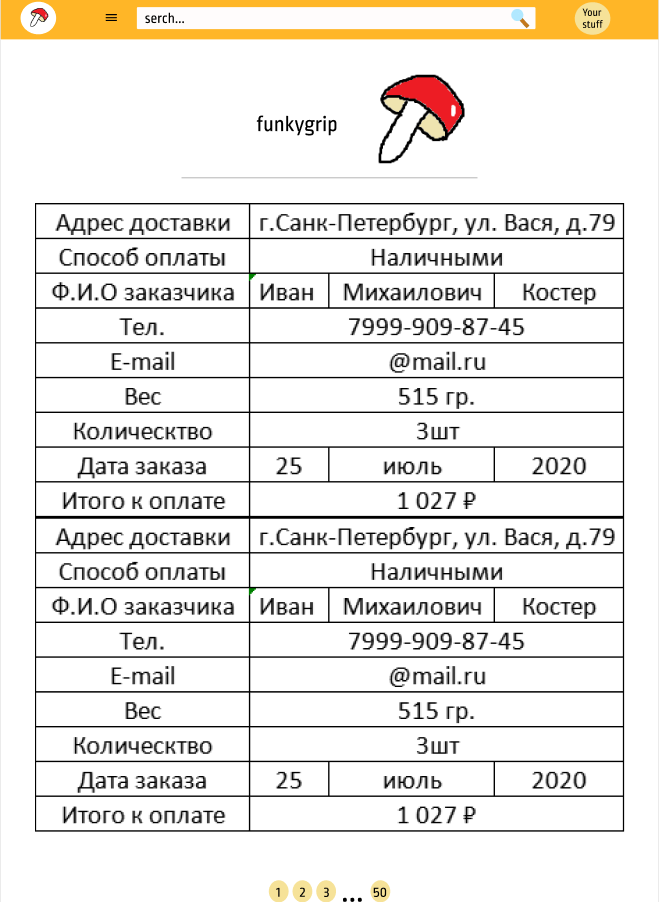 serch...
Your
stuff
funkygrip
Адрес доставки г.Санк-Петербург, ул. Вася, д.79
Способ оплаты Наличными
Ф.И.О заказчика Иван Михаилович Костер
Тел. 7999-909-87-45
E-mail @mail.ru
Вес 515 гр.
Колическтво 3шт
Дата заказа 25 июль 2020
Итого к оплате 1 027 ₽
Адрес доставки г.Санк-Петербург, ул. Вася, д.79
Способ оплаты Наличными
Ф.И.О заказчика Иван Михаилович Костер
Тел. 7999-909-87-45
E-mail @mail.ru
Вес 515 гр.
Колическтво 3шт
Дата заказа 25 июль 2020
Итого к оплате 1 027 ₽
1 2 3 ... 50